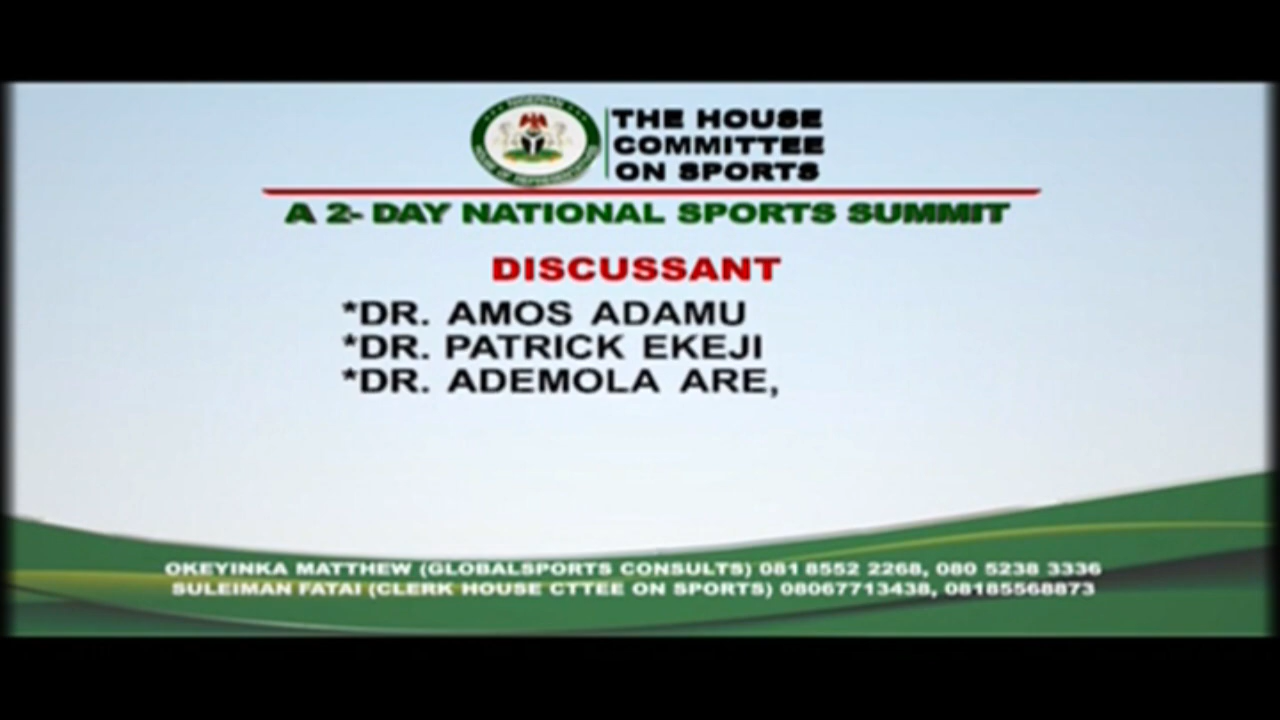 THE HOUSE
COMMITTEE
ON SPORTS
A 2- DAY NATIONAL SPORTS SUMMIT
DISCUSSANT
*DR. AMOS ADAMU
*DR. PATRICK EKEJI
*DR. ADEMOLA ARE,
OKEYINKA MATTHEW (GLOBALSPORTS CONSULTS) 081 8552 2268, 080 5238 3336
SULEIMAN FATAI (CLERK HOUSE CTTEE ON SPORTS) 08067713438, 08185568873